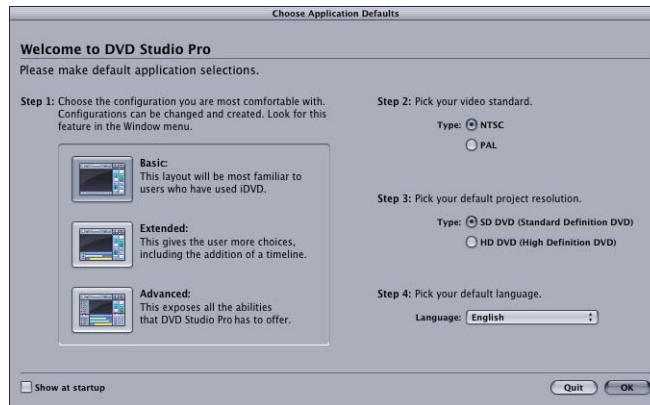 Choose Application Defaults
Welcome to DVD Studio Pro
Please make default application selections.
Step 1: Choose the configuration you are most comfortable with.
Configurations can be changed and created. Look for this
feature in the Window menu.
Basic:
This layout will be most familiar to
users who have used iDVD.
Extended:
This gives the user more choices,
including the addition of a timeline.
Advanced:
This exposes all the abilities
that DVD Studio Pro has to offer.
Step 2: Pick your video standard.
Type: NTSC
PAL
Step 3: Pick your default project resolution.
Type: SD DVD (Standard Definition DVD)
HD DVD (High Definition DVD)
Step 4: Pick your default language.
Language: English
Show at startup
Quit OK